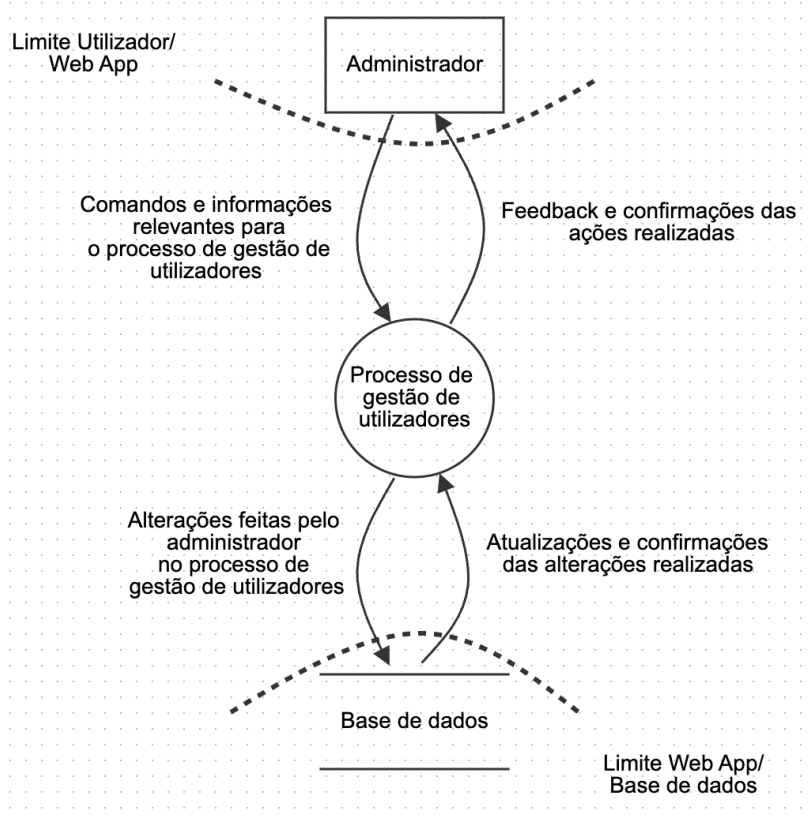 Limite Utilizador/
Web App
Administrador
Comandos e informações
relevantes para
o processo de gestão de
utilizadores
Feedback e confirmações das
ações realizadas
Processo de
gestão de
utilizadores
Alterações feitas pelo
administrador
no processo de
gestão de utilizadores
Atualizações e confirmações
das alterações realizadas
Base de dados
Limite Web App/
Base de dados